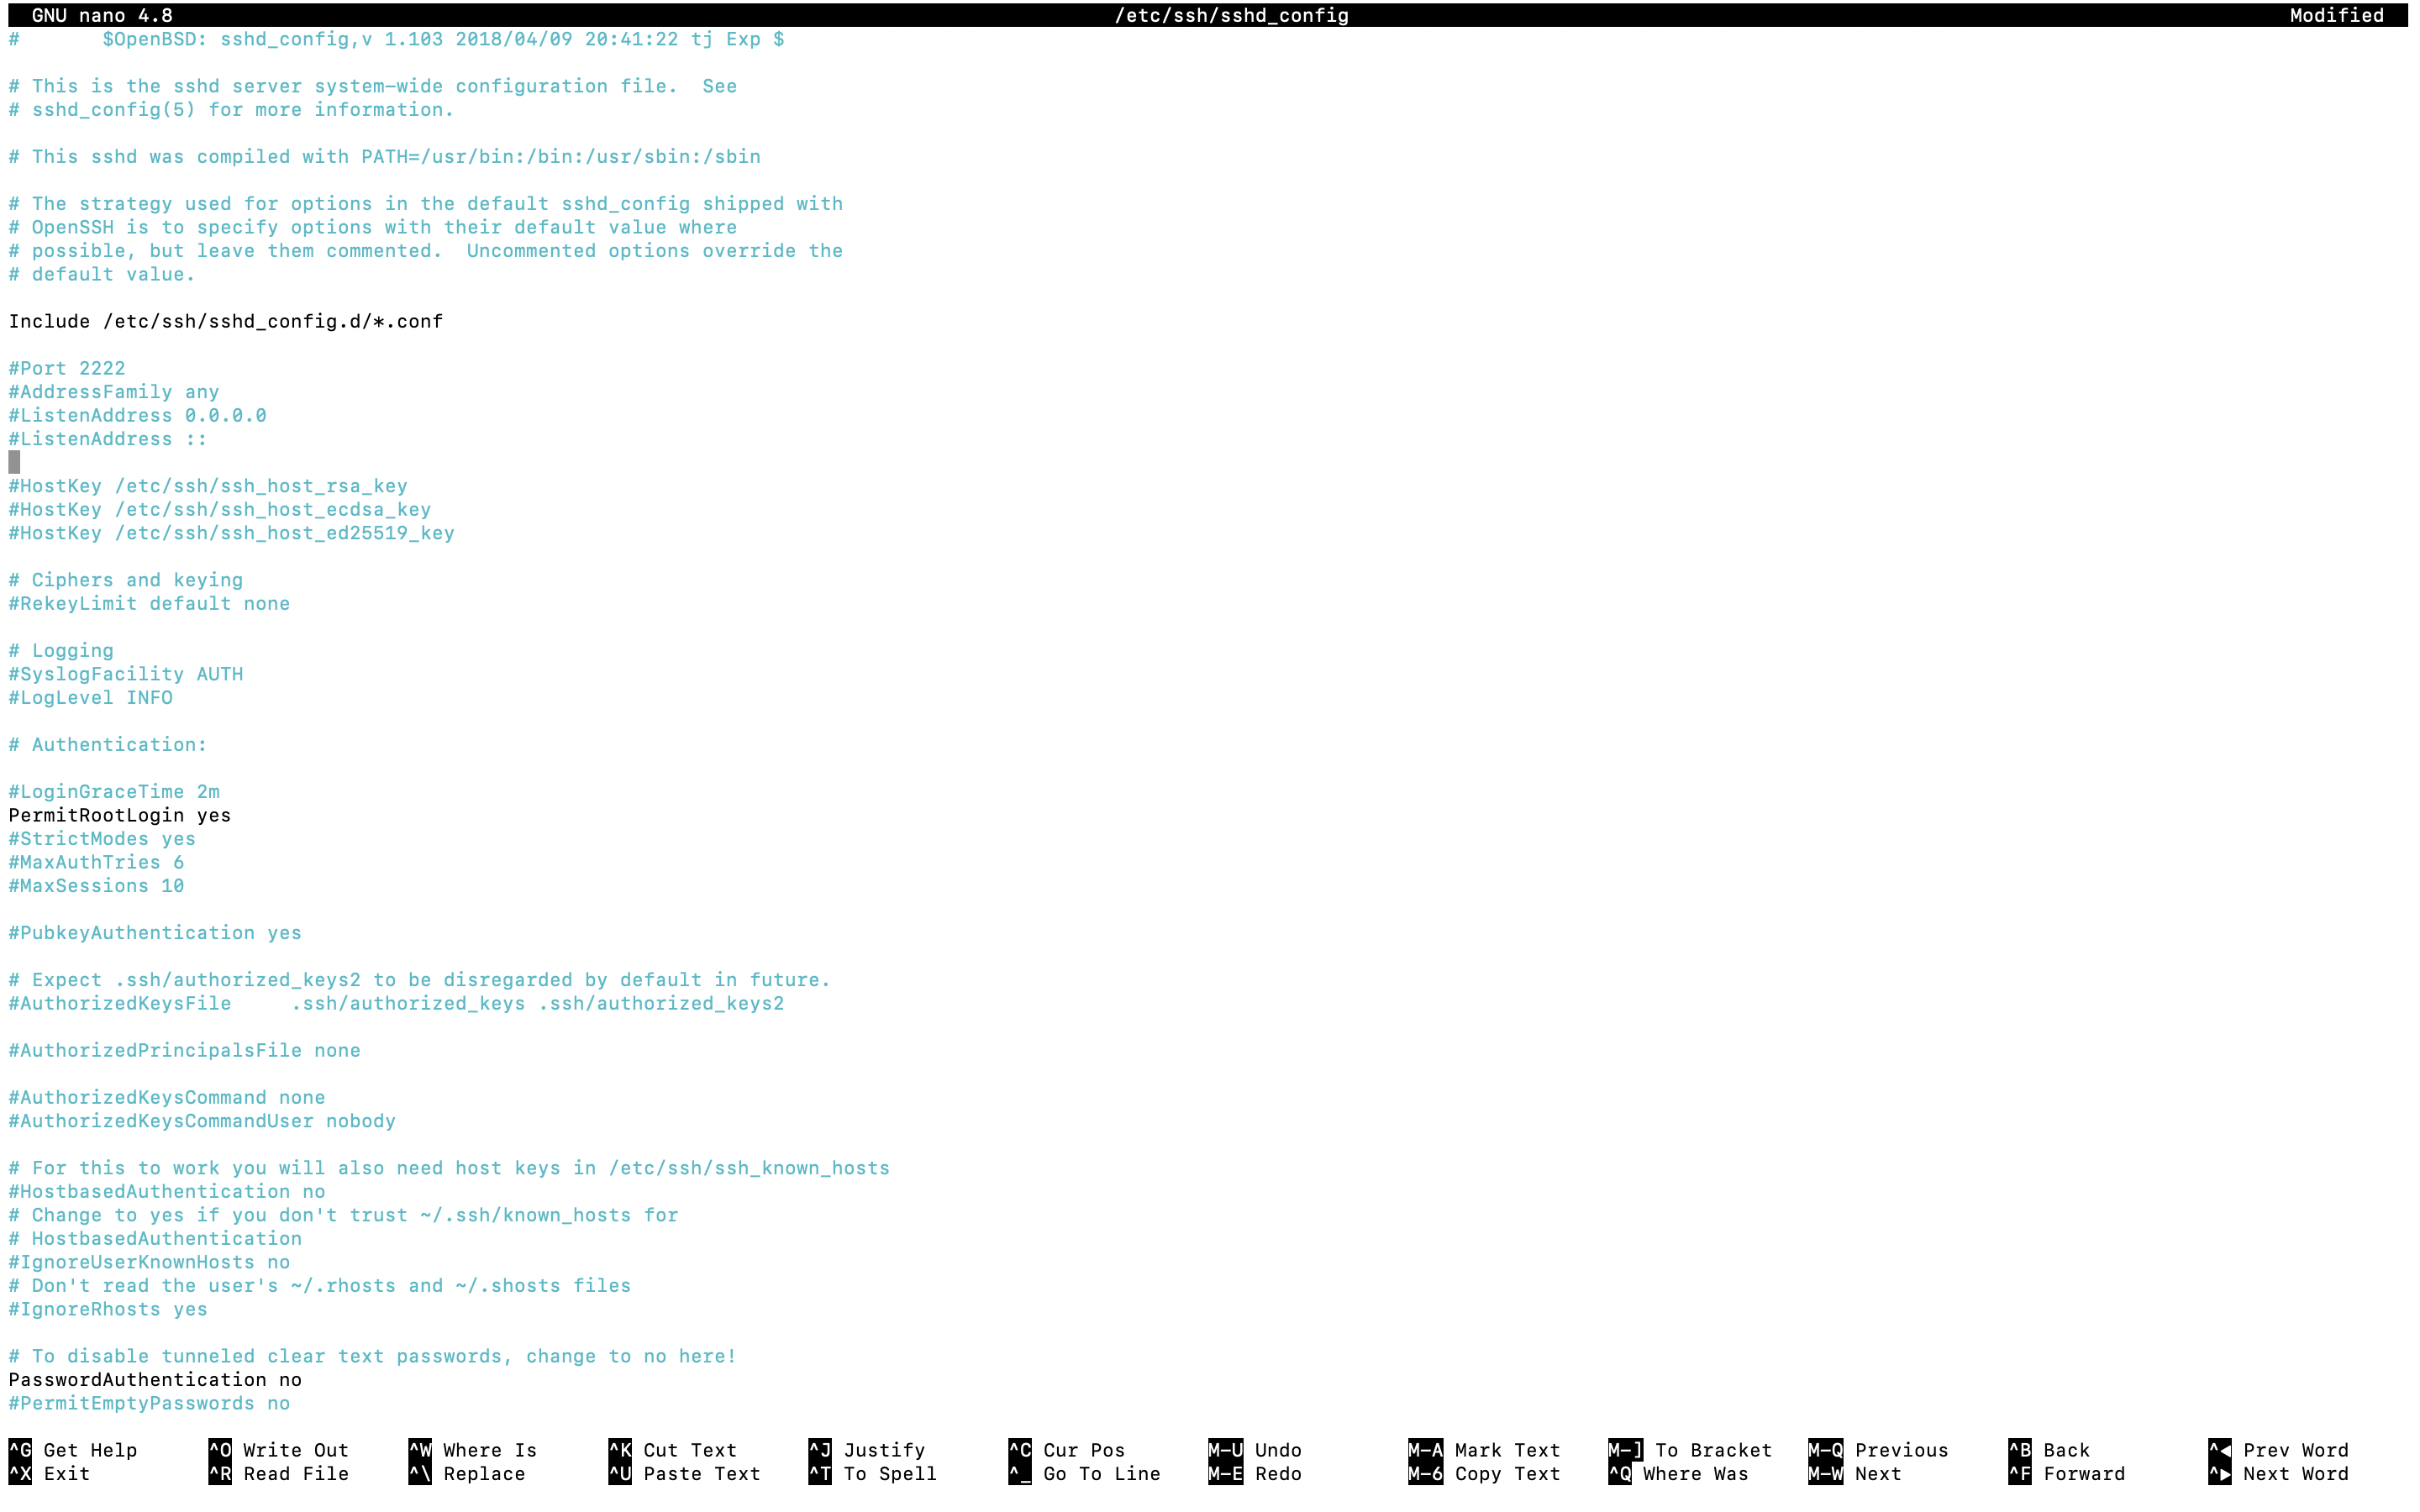 GNU nano 4.8 /etc/ssh/sshd_config Modified
# $OpenBSD: sshd_config,v 1.103 2018/04/09 20:41:22 tj Exp $
# This is the sshd server system-wide configuration file.  See
# sshd_config(5) for more information.
# This sshd was compiled with PATH=/usr/bin:/bin:/usr/sbin:/sbin
# The strategy used for options in the default sshd_config shipped with
# OpenSSH is to specify options with their default value where
# possible, but leave them commented.  Uncommented options override the
# default value.
Include /etc/ssh/sshd_config.d/*.conf
#Port 2222
#AddressFamily any
#ListenAddress 0.0.0.0
#ListenAddress ::
#HostKey /etc/ssh/ssh_host_rsa_key
#HostKey /etc/ssh/ssh_host_ecdsa_key
#HostKey /etc/ssh/ssh_host_ed25519_key
# Ciphers and keying
#RekeyLimit default none
# Logging
#SyslogFacility AUTH
#LogLevel INFO
# Authentication:
#LoginGraceTime 2m
PermitRootLogin yes
#StrictModes yes
#MaxAuthTries 6
#MaxSessions 10
#PubkeyAuthentication yes
# Expect .ssh/authorized_keys2 to be disregarded by default in future.
#AuthorizedKeysFile     .ssh/authorized_keys .ssh/authorized_keys2
#AuthorizedPrincipalsFile none
#AuthorizedKeysCommand none
#AuthorizedKeysCommandUser nobody
# For this to work you will also need host keys in /etc/ssh/ssh_known_hosts
#HostbasedAuthentication no
# Change to yes if you don't trust ~/.ssh/known_hosts for
# HostbasedAuthentication
#IgnoreUserKnownHosts no
# Don't read the user's ~/.rhosts and ~/.shosts files
#IgnoreRhosts yes
# To disable tunneled clear text passwords, change to no here!
PasswordAuthentication no
#PermitEmptyPasswords no
^G Get Help ^O Write Out ^W Where Is ^K Cut Text ^J Justify ^C Cur Pos M-U Undo M-A Mark Text M-] To Bracket M-Q Previous ^B Back ^◀ Prev Word
^X Exit ^R Read File ^\ Replace ^U Paste Text ^T To Spell ^_ Go To Line M-E Redo M-6 Copy Text ^Q Where Was M-W Next ^F Forward ^▶ Next Word